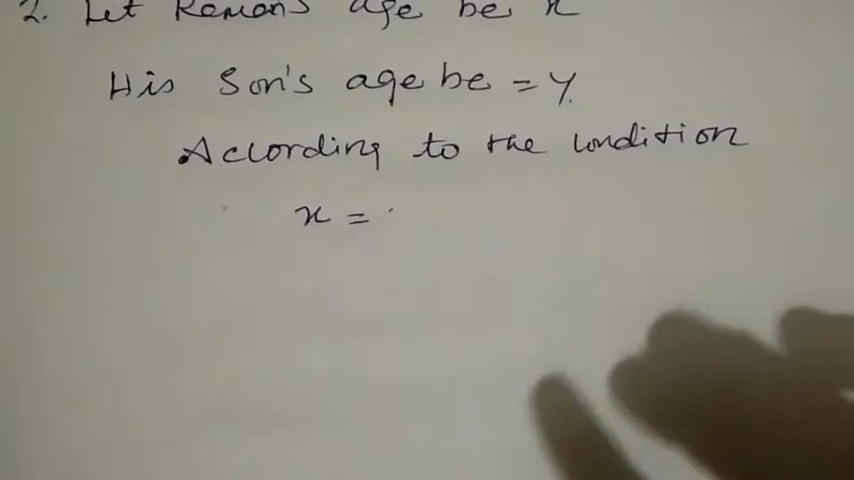 2. Let Raman's age be x
His Son's age be = y.
According to the condition
x =